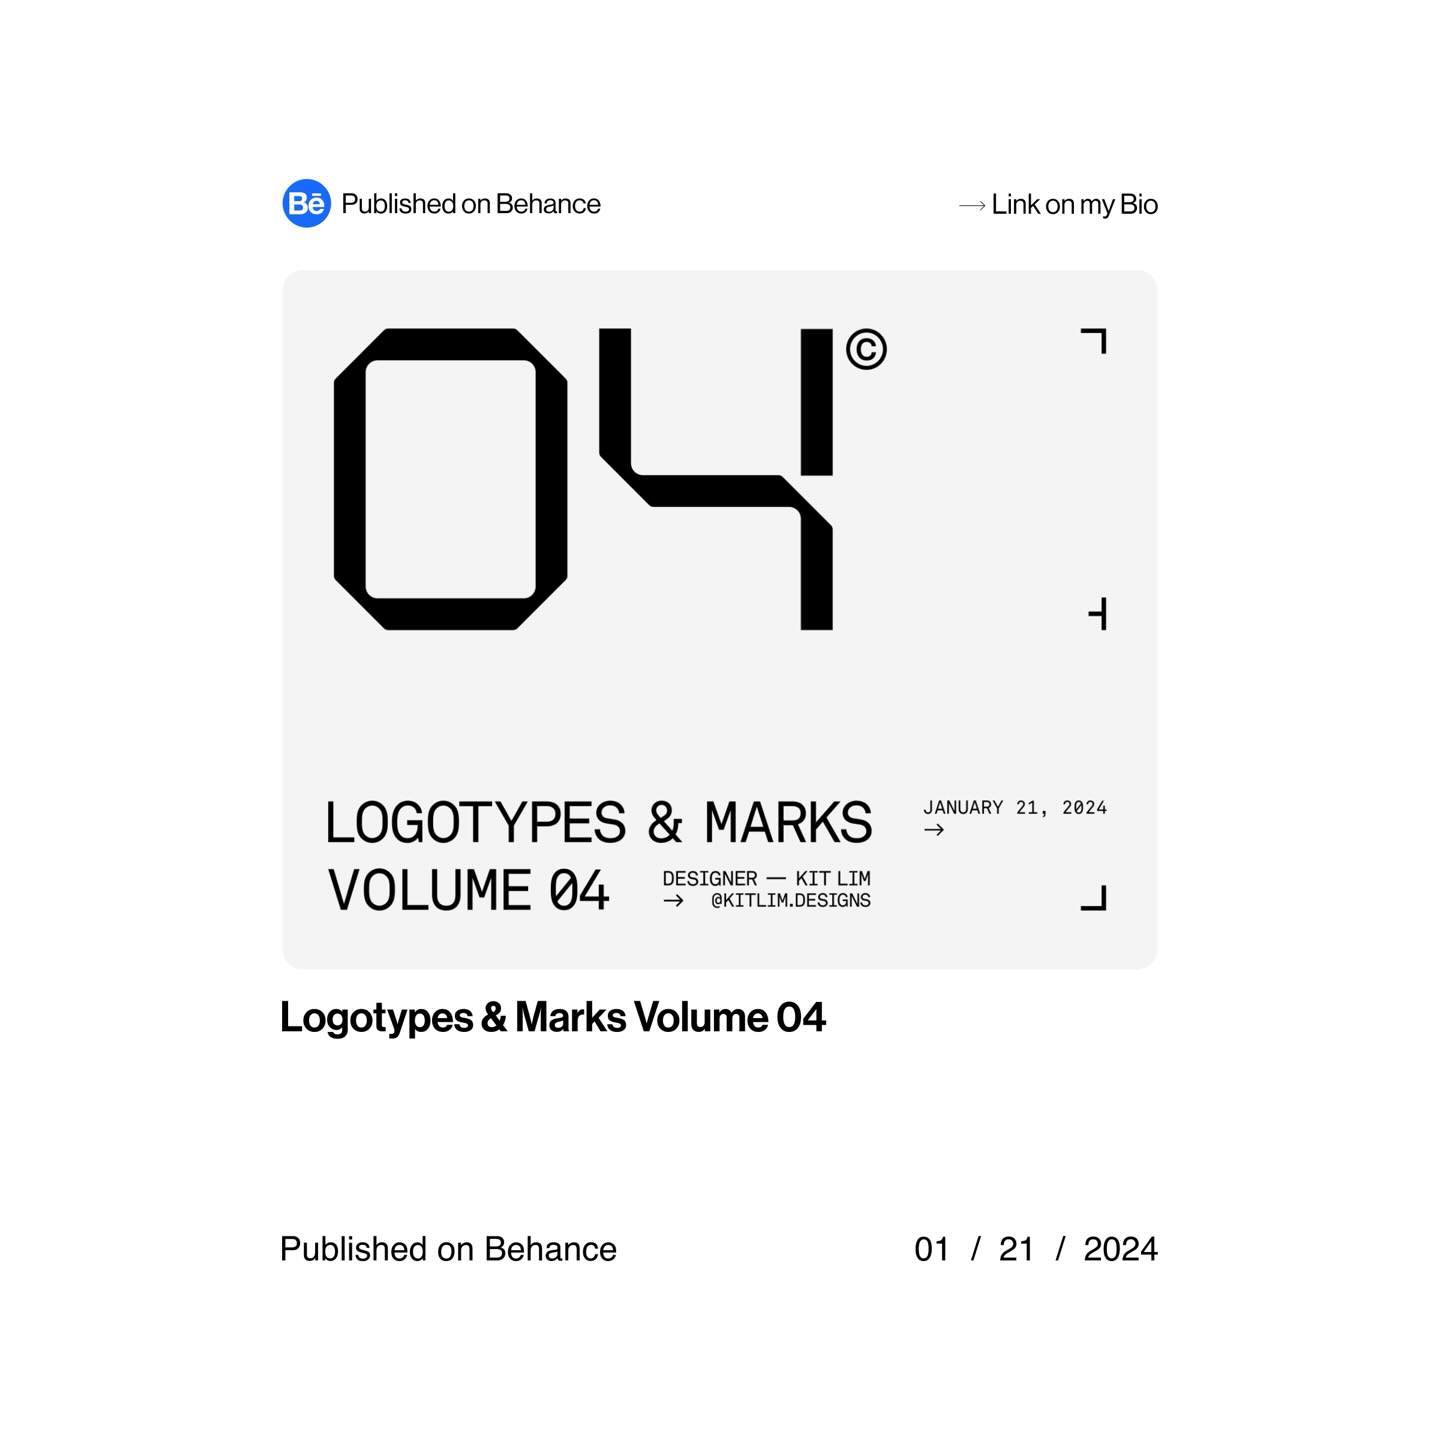 Bē Published on Behance
→ Link on my Bio
04©
LOGOTYPES & MARKS
VOLUME 04
DESIGNER — KIT LIM
→ @KITLIM.DESIGNS
JANUARY 21, 2024
→
Logotypes & Marks Volume 04
Published on Behance
01 / 21 / 2024